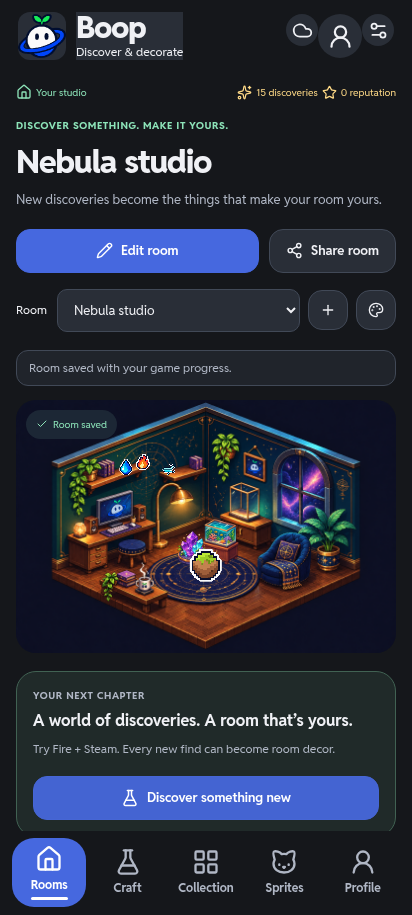 Boop
Discover & decorate
Your studio
15 discoveries
0 reputation
DISCOVER SOMETHING. MAKE IT YOURS.
Nebula studio
New discoveries become the things that make your room yours.
Edit room
Share room
Room
Nebula studio
Room saved with your game progress.
Room saved
YOUR NEXT CHAPTER
A world of discoveries. A room that’s yours.
Try Fire + Steam. Every new find can become room decor.
Discover something new
Rooms
Craft
Collection
Sprites
Profile